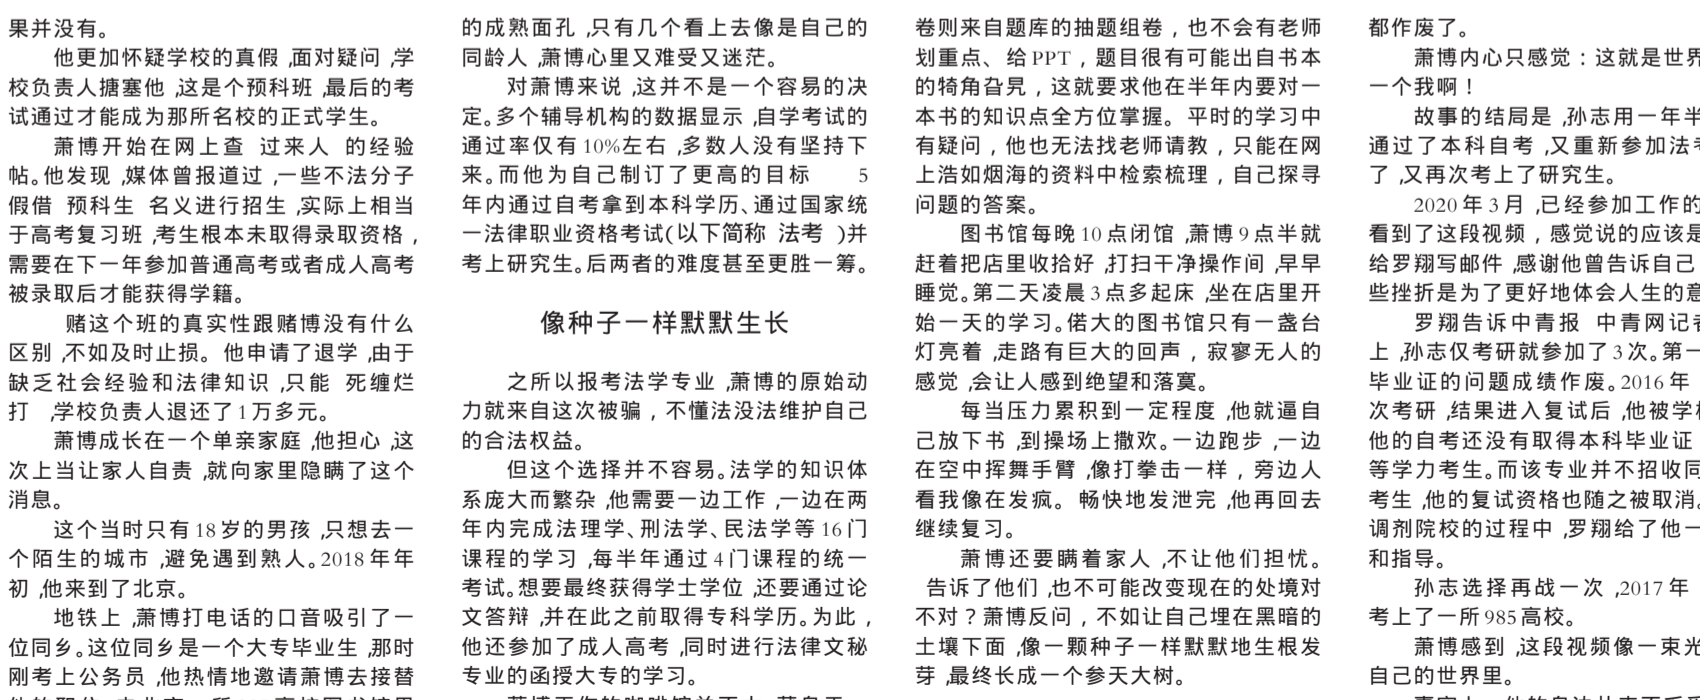 果并没有。
他更加怀疑学校的真假，面对疑问，学
校负责人搪塞他，这是个预科班，最后的考
试通过才能成为那所名校的正式学生。
萧博开始在网上查 过来人 的经验
帖。他发现，媒体曾报道过，一些不法分子
假借 预科生 名义进行招生，实际上相当
于高考复习班，考生根本未取得录取资格，
需要在下一年参加普通高考或者成人高考
被录取后才能获得学籍。
赌这个班的真实性跟赌博没有什么
区别，不如及时止损。他申请了退学，由于
缺乏社会经验和法律知识，只能 死缠烂
打 ，学校负责人退还了1万多元。
萧博成长在一个单亲家庭，他担心，这
次上当让家人自责，就向家里隐瞒了这个
消息。
这个当时只有18岁的男孩，只想去一
个陌生的城市，避免遇到熟人。2018年年
初，他来到了北京。
地铁上，萧博打电话的口音吸引了一
位同乡。这位同乡是一个大专毕业生，那时
刚考上公务员，他热情地邀请萧博去接替
的成熟面孔，只有几个看上去像是自己的
同龄人，萧博心里又难受又迷茫。
对萧博来说，这并不是一个容易的决
定。多个辅导机构的数据显示，自学考试的
通过率仅有10%左右，多数人没有坚持下
来。而他为自己制订了更高的目标 5
年内通过自考拿到本科学历、通过国家统
一法律职业资格考试(以下简称 法考 )并
考上研究生。后两者的难度甚至更胜一筹。
像种子一样默默生长
之所以报考法学专业，萧博的原始动
力就来自这次被骗，不懂法没法维护自己
的合法权益。
但这个选择并不容易。法学的知识体
系庞大而繁杂，他需要一边工作，一边在两
年内完成法理学、刑法学、民法学等16门
课程的学习，每半年通过4门课程的统一
考试。想要最终获得学士学位，还要通过论
文答辩，并在此之前取得专科学历。为此，
他还参加了成人高考，同时进行法律文秘
专业的函授大专的学习。
卷则来自题库的抽题组卷，也不会有老师
划重点、给PPT，题目很有可能出自书本
的犄角旮旯，这就要求他在半年内要对一
本书的知识点全方位掌握。平时的学习中
有疑问，他也无法找老师请教，只能在网
上浩如烟海的资料中检索梳理，自己探寻
问题的答案。
图书馆每晚10点闭馆，萧博9点半就
赶着把店里收拾好，打扫干净操作间，早早
睡觉。第二天凌晨3点多起床，坐在店里开
始一天的学习。偌大的图书馆只有一盏台
灯亮着，走路有巨大的回声，寂寥无人的
感觉，会让人感到绝望和落寞。
每当压力累积到一定程度，他就逼自
己放下书，到操场上撒欢。一边跑步，一边
在空中挥舞手臂，像打拳击一样，旁边人
看我像在发疯。畅快地发泄完，他再回去
继续复习。
萧博还要瞒着家人，不让他们担忧。
告诉了他们，也不可能改变现在的处境对
不对？萧博反问，不如让自己埋在黑暗的
土壤下面，像一颗种子一样默默地生根发
芽，最终长成一个参天大树。
都作废了。
萧博内心只感觉：这就是世界
一个我啊！
故事的结局是，孙志用一年半
通过了本科自考，又重新参加法考
了，又再次考上了研究生。
2020年3月，已经参加工作的
看到了这段视频，感觉说的应该是
给罗翔写邮件，感谢他曾告诉自己
些挫折是为了更好地体会人生的意
罗翔告诉中青报 中青网记者
上，孙志仅考研就参加了3次。第一
毕业证的问题成绩作废。2016年
次考研，结果进入复试后，他被学校
他的自考还没有取得本科毕业证
等学力考生。而该专业并不招收同
考生，他的复试资格也随之被取消。
调剂院校的过程中，罗翔给了他一
和指导。
孙志选择再战一次，2017年
考上了一所985高校。
萧博感到，这段视频像一束光
自己的世界里。